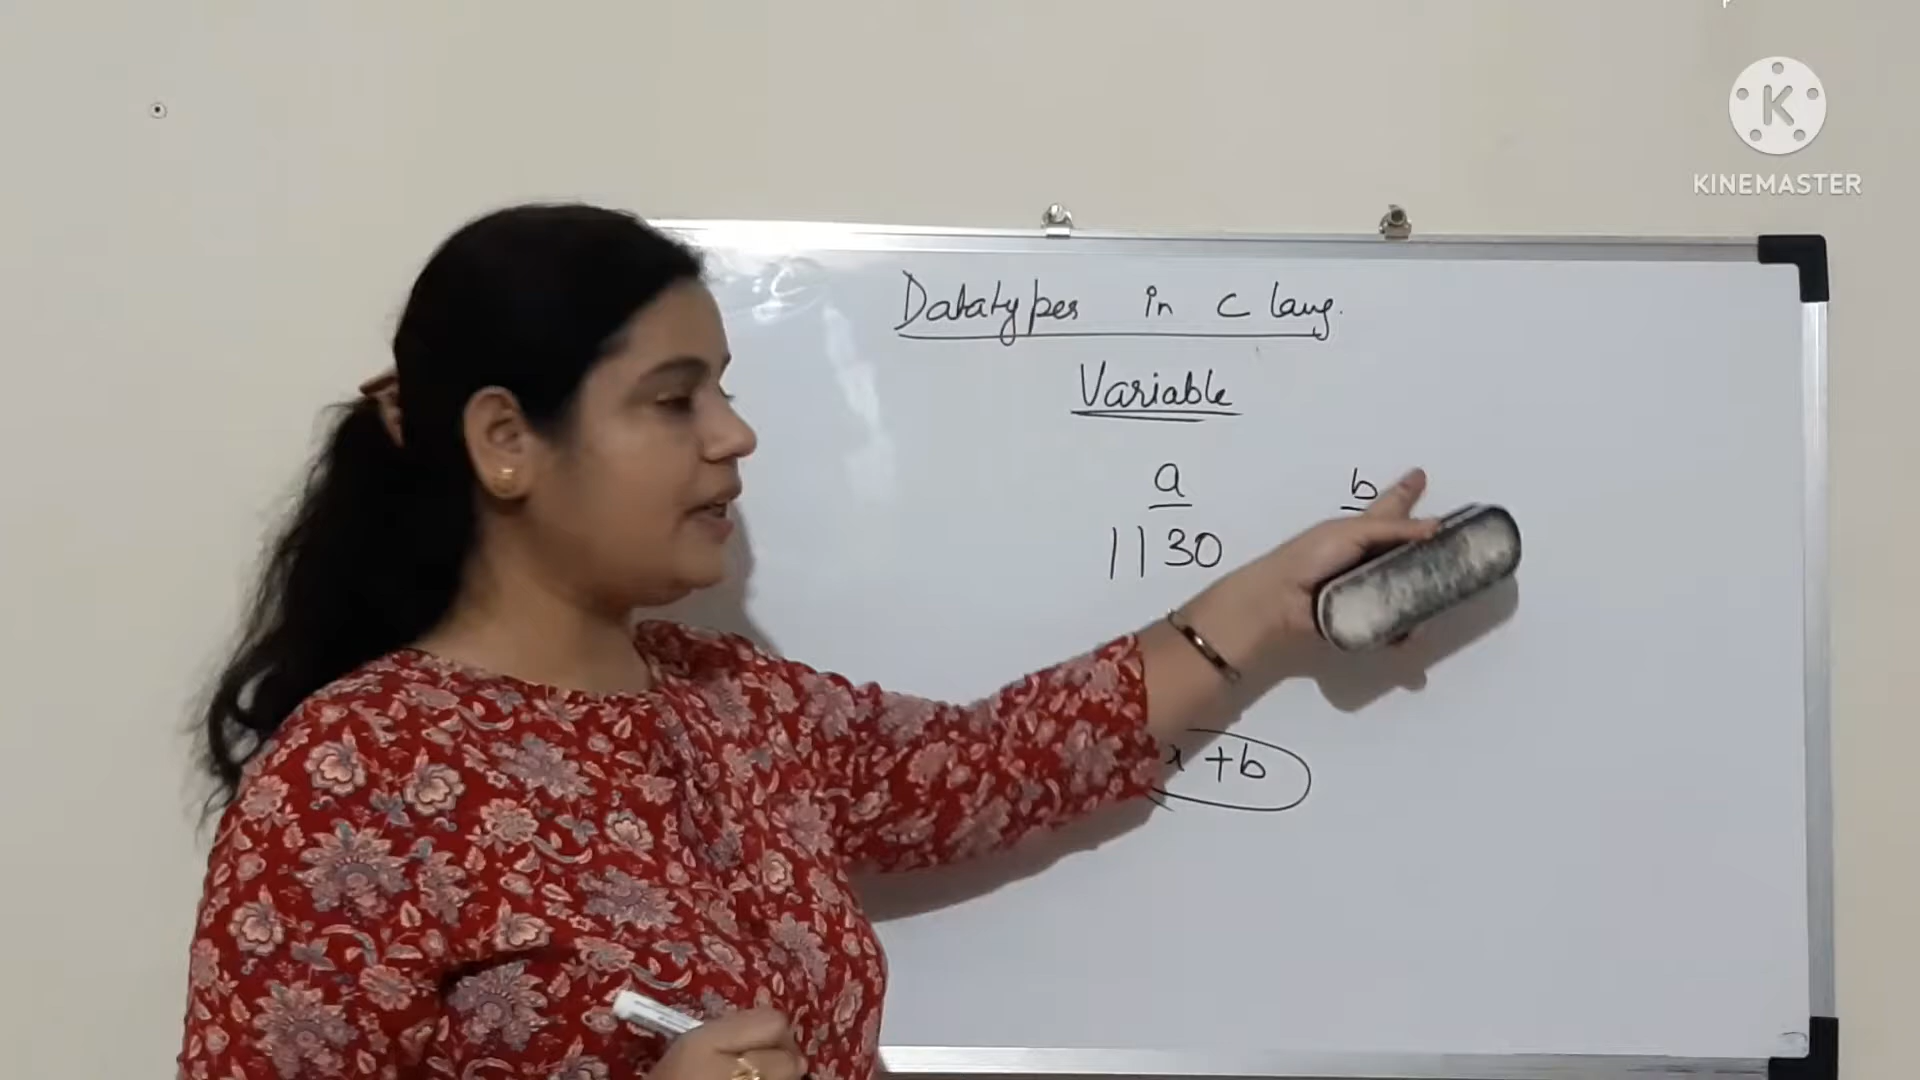 K
KINEMASTER
Datatypes in C lang.
Variable
a b
1130
+b